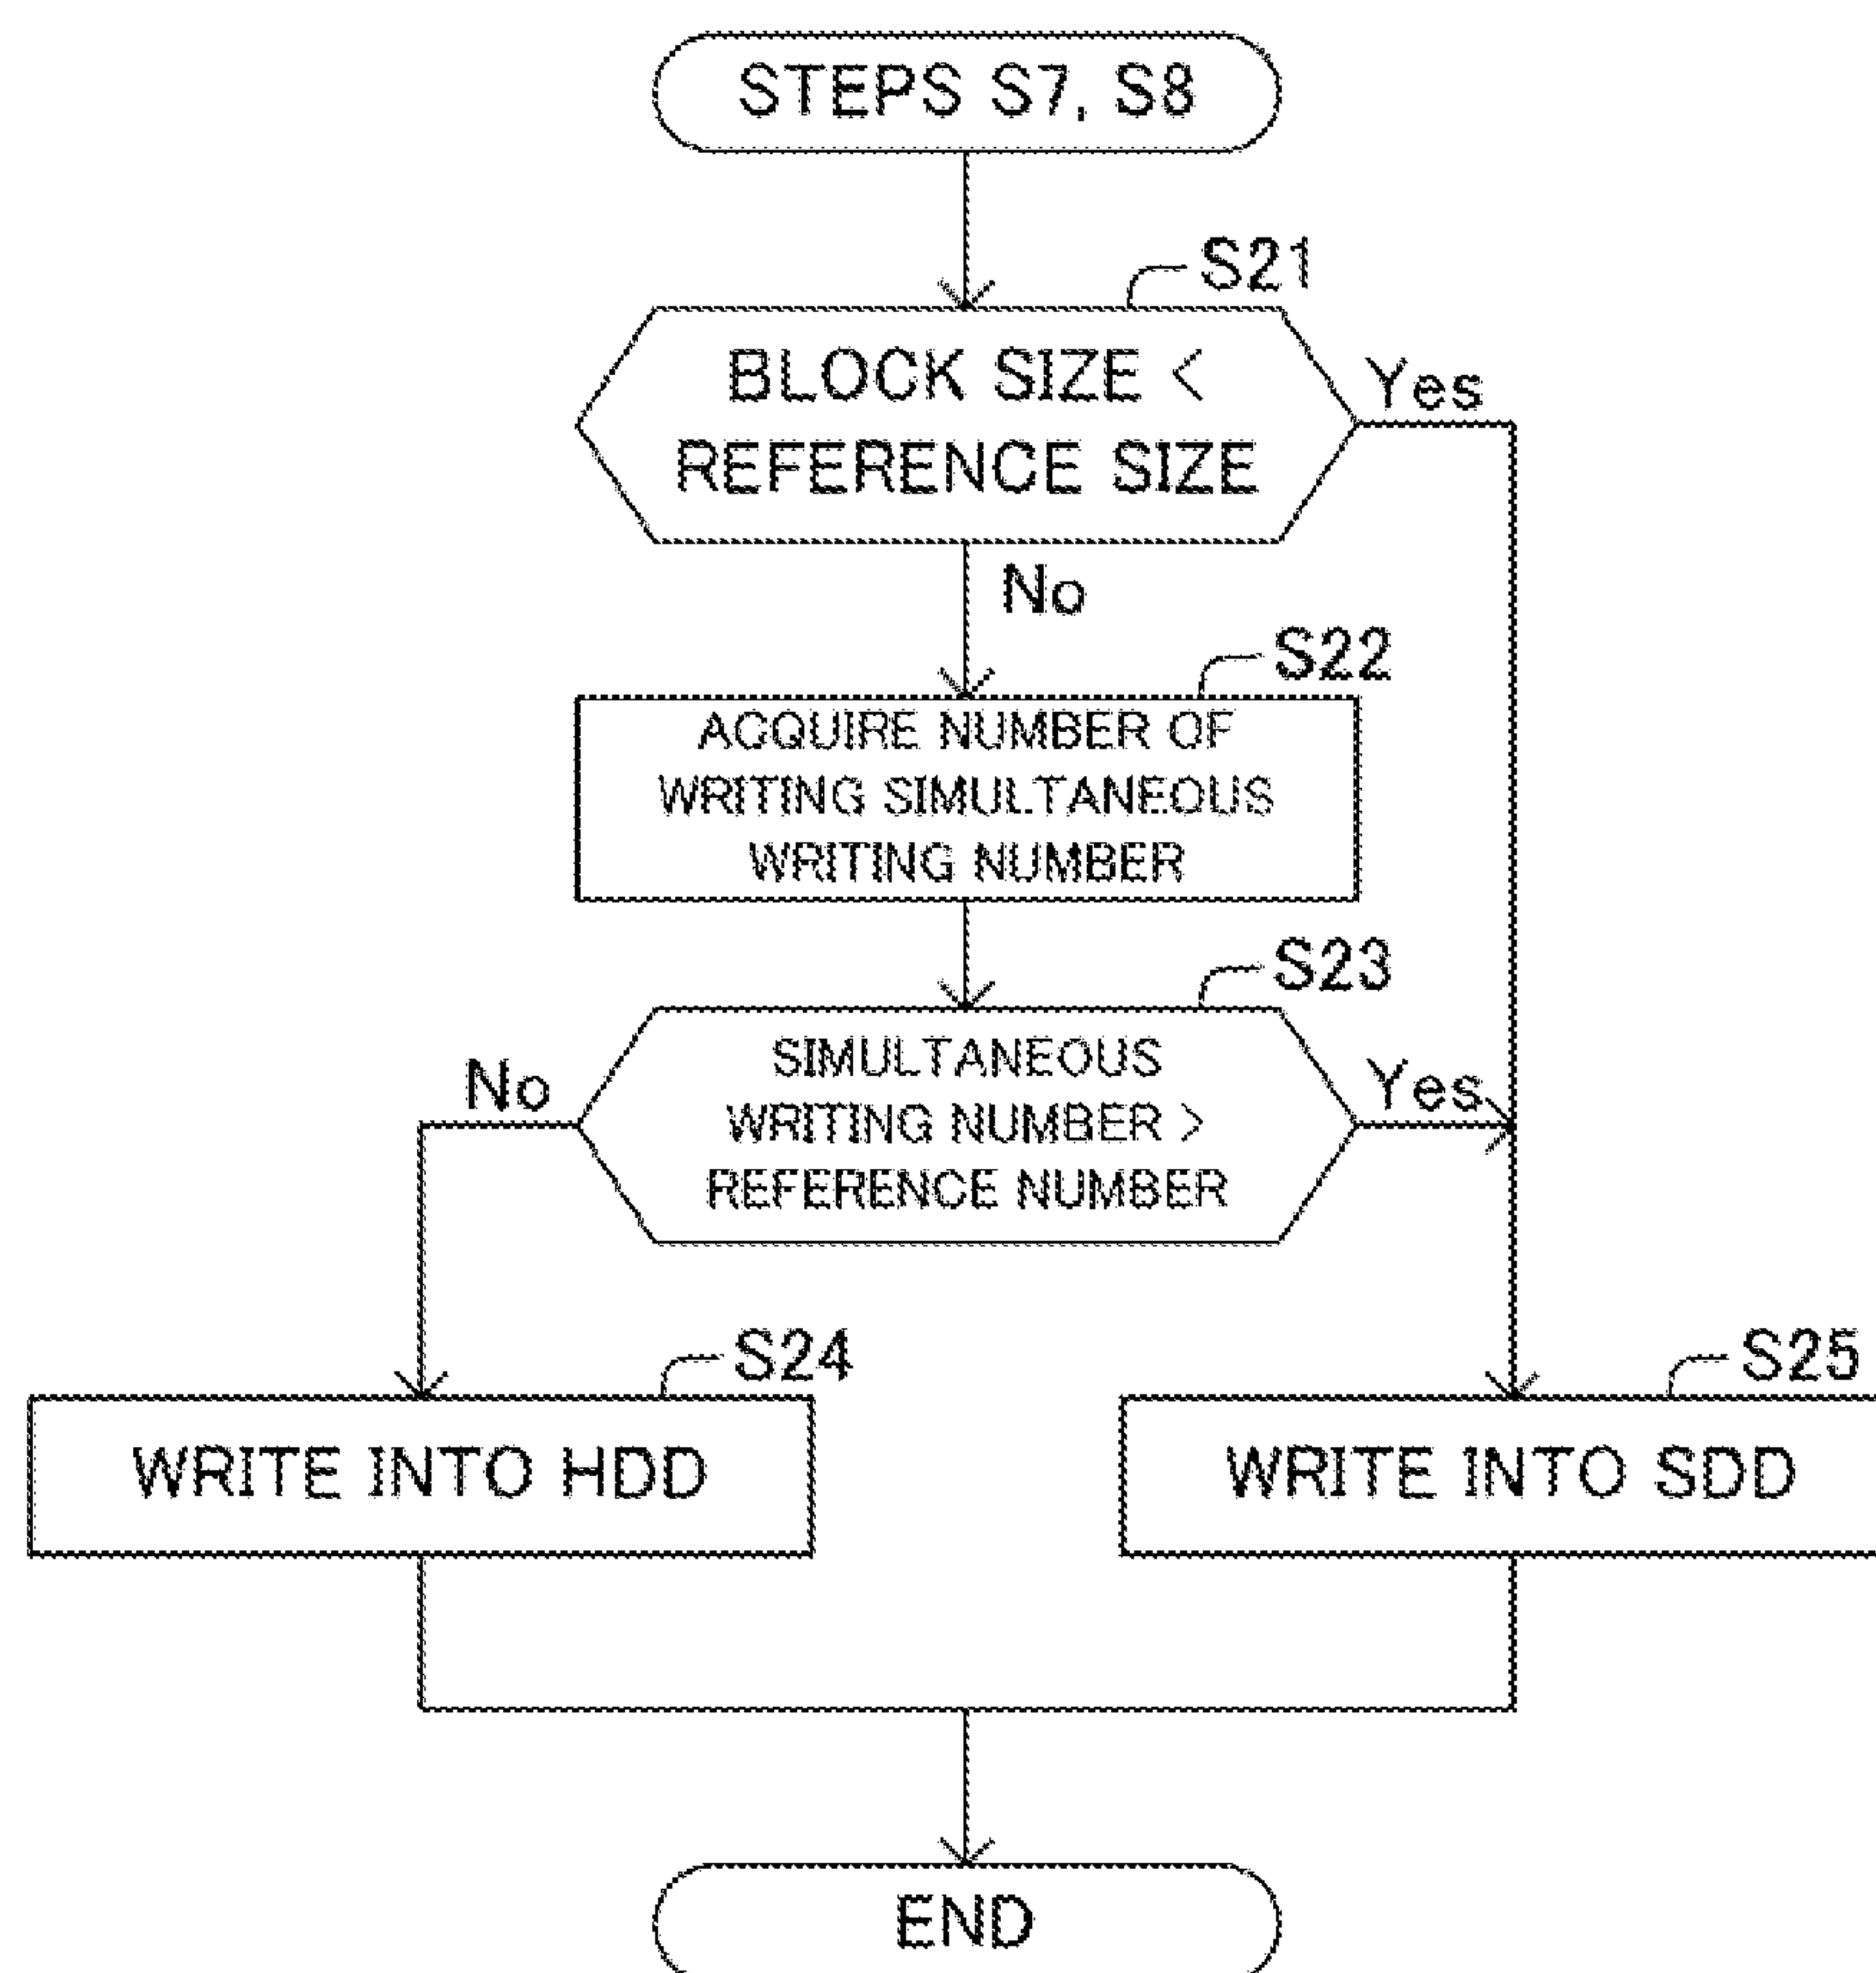 STEPS S7, S8
S21
BLOCK SIZE <
REFERENCE SIZE
Yes
No
S22
ACQUIRE NUMBER OF
WRITING SIMULTANEOUS
WRITING NUMBER
S23
SIMULTANEOUS
WRITING NUMBER >
REFERENCE NUMBER
No
Yes
S24
WRITE INTO HDD
S25
WRITE INTO SDD
END